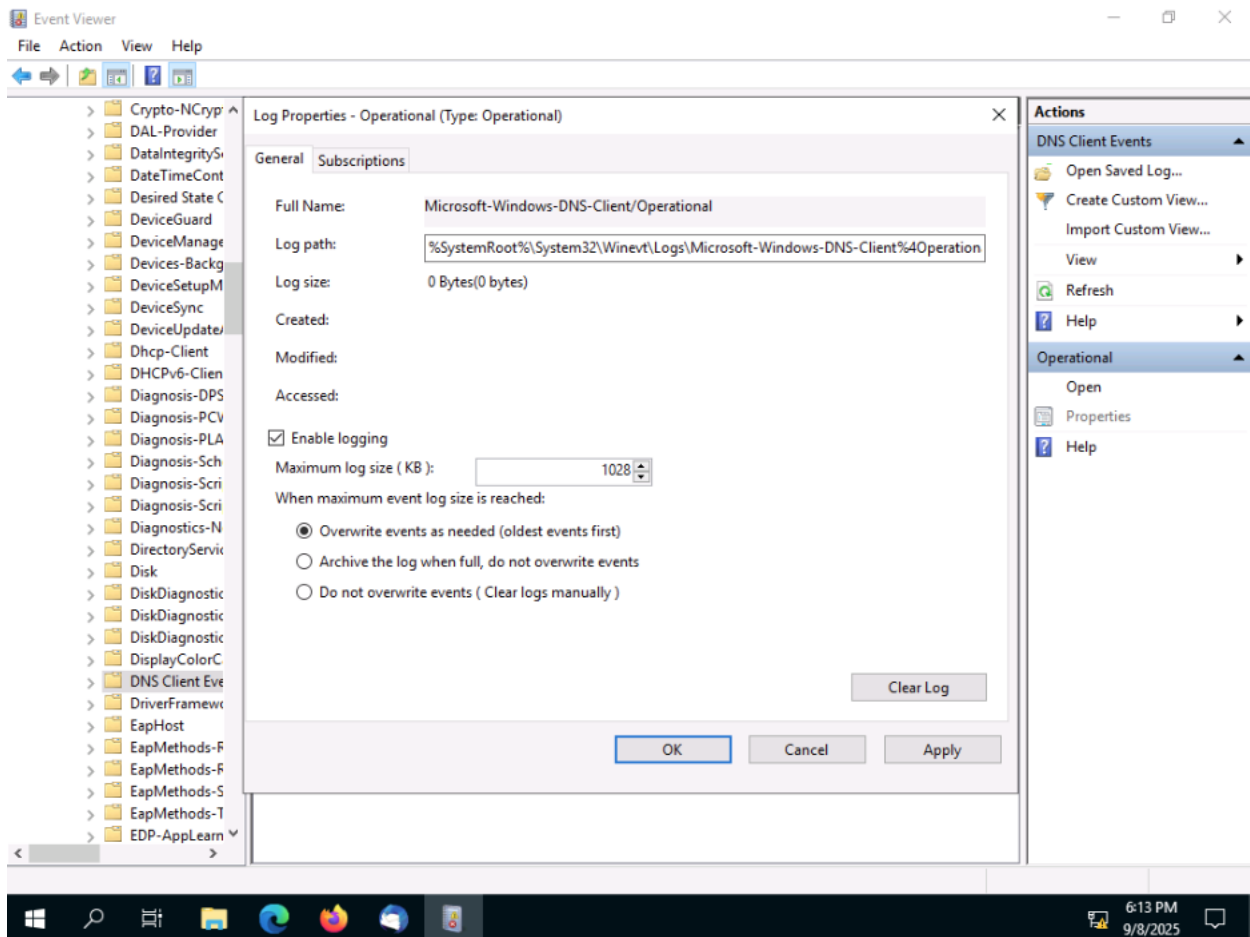 Event Viewer
File Action View Help
Crypto-NCryp
DAL-Provider
DataIntegrityS
DateTimeCont
Desired State C
DeviceGuard
DeviceManage
Devices-Backg
DeviceSetupM
DeviceSync
DeviceUpdate
Dhcp-Client
DHCPv6-Clien
Diagnosis-DPS
Diagnosis-PCW
Diagnosis-PLA
Diagnosis-Sch
Diagnosis-Scri
Diagnosis-Scri
Diagnostics-N
DirectoryServic
Disk
DiskDiagnostic
DiskDiagnostic
DiskDiagnostic
DisplayColorC
DNS Client Eve
DriverFramew
EapHost
EapMethods-R
EapMethods-R
EapMethods-S
EapMethods-T
EDP-AppLearn
Log Properties - Operational (Type: Operational)
General Subscriptions
Full Name: Microsoft-Windows-DNS-Client/Operational
Log path: %SystemRoot%\System32\Winevt\Logs\Microsoft-Windows-DNS-Client%4Operation
Log size: 0 Bytes(0 bytes)
Created:
Modified:
Accessed:
Enable logging
Maximum log size ( KB ): 1028
When maximum event log size is reached:
Overwrite events as needed (oldest events first)
Archive the log when full, do not overwrite events
Do not overwrite events ( Clear logs manually )
Clear Log
OK Cancel Apply
Actions
DNS Client Events
Open Saved Log...
Create Custom View...
Import Custom View...
View
Refresh
Help
Operational
Open
Properties
Help
6:13 PM
9/8/2025